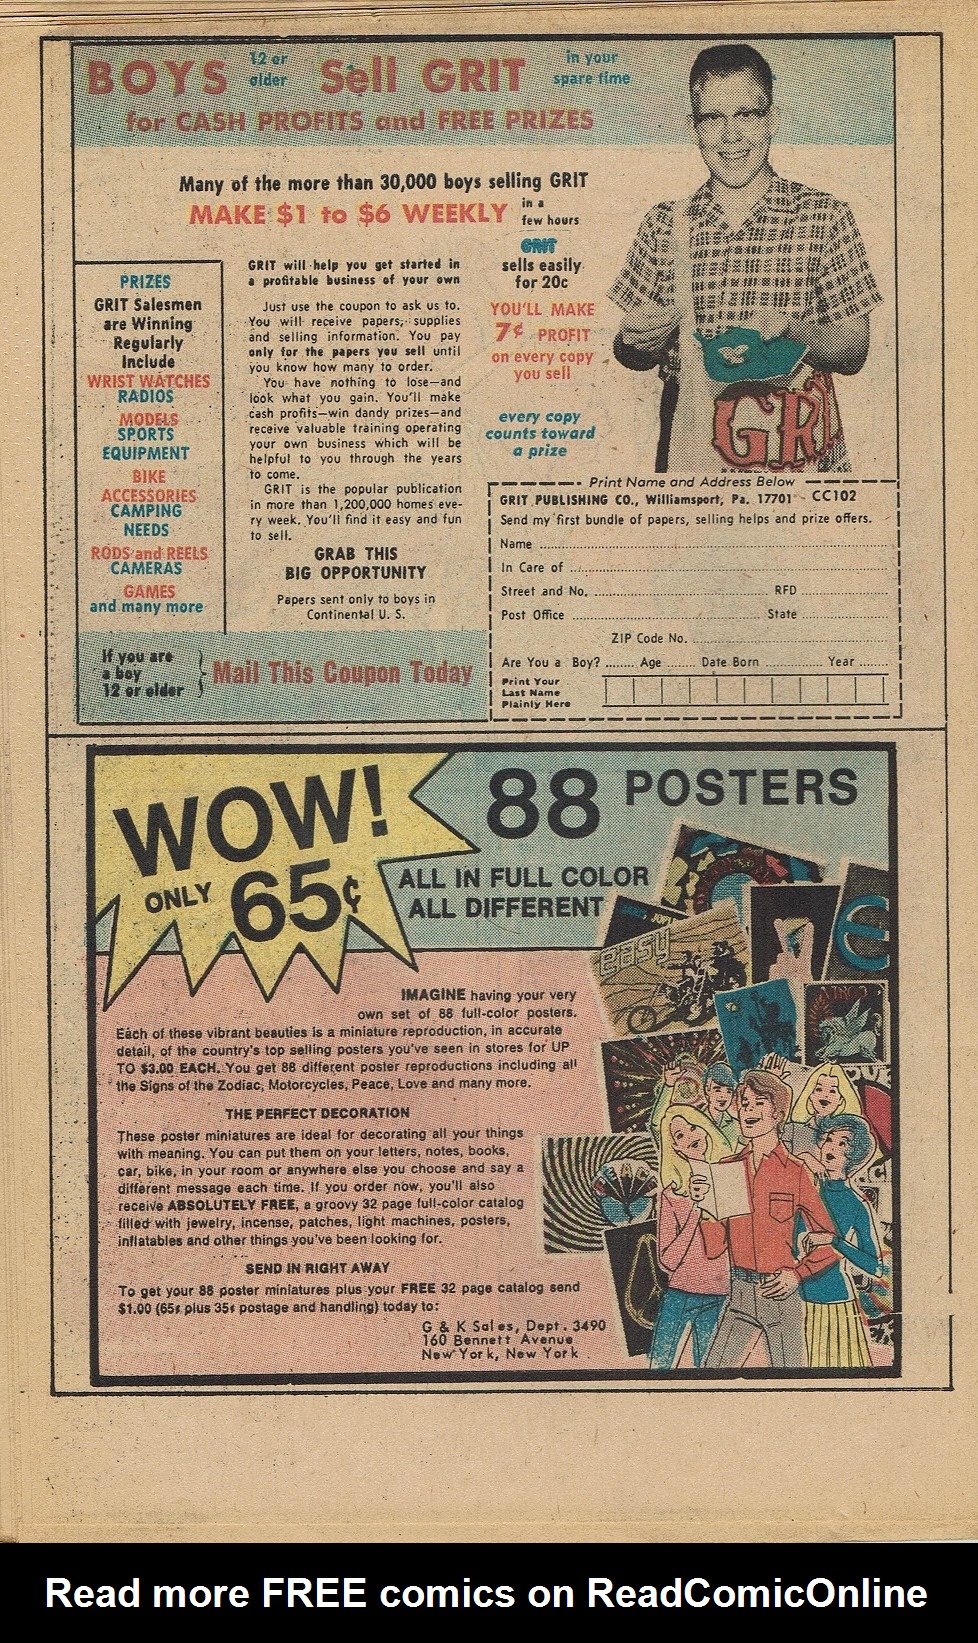 BOYS 12 or older Sell GRIT in your spare time
for CASH PROFITS and FREE PRIZES
Many of the more than 30,000 boys selling GRIT
MAKE $1 to $6 WEEKLY in a few hours
PRIZES
GRIT Salesmen
are Winning
Regularly
Include
WRIST WATCHES
RADIOS
MODELS
SPORTS
EQUIPMENT
BIKE
ACCESSORIES
CAMPING
NEEDS
RODS and REELS
CAMERAS
GAMES
and many more
GRIT will help you get started in
a profitable business of your own
Just use the coupon to ask us to.
You will receive papers, supplies
and selling information. You pay
only for the papers you sell until
you know how many to order.
You have nothing to lose—and
look what you gain. You'll make
cash profits—win dandy prizes—and
receive valuable training operating
your own business which will be
helpful to you through the years
to come.
GRIT is the popular publication
in more than 1,200,000 homes eve-
ry week. You'll find it easy and fun
to sell.
GRAB THIS
BIG OPPORTUNITY
Papers sent only to boys in
Continental U. S.
GRIT
sells easily
for 20c
YOU'LL MAKE
7¢ PROFIT
on every copy
you sell
every copy
counts toward
a prize
GRI
If you are
a boy
12 or older
Mail This Coupon Today
Print Name and Address Below
GRIT PUBLISHING CO., Williamsport, Pa. 17701 - CC102
Send my first bundle of papers, selling helps and prize offers.
Name
In Care of
Street and No. RFD
Post Office State
ZIP Code No.
Are You a Boy? Age Date Born Year
Print Your
Last Name
Plainly Here
WOW!
ONLY 65¢
88 POSTERS
ALL IN FULL COLOR
ALL DIFFERENT
easy
IMAGINE having your very
own set of 88 full-color posters.
Each of these vibrant beauties is a miniature reproduction, in accurate
detail, of the country's top selling posters you've seen in stores for UP
TO $3.00 EACH. You get 88 different poster reproductions including all
the Signs of the Zodiac, Motorcycles, Peace, Love and many more.
THE PERFECT DECORATION
These poster miniatures are ideal for decorating all your things
with meaning. You can put them on your letters, notes, books,
car, bike, in your room or anywhere else you choose and say a
different message each time. If you order now, you'll also
receive ABSOLUTELY FREE, a groovy 32 page full-color catalog
filled with jewelry, incense, patches, light machines, posters,
inflatables and other things you've been looking for.
SEND IN RIGHT AWAY
To get your 88 poster miniatures plus your FREE 32 page catalog send
$1.00 (65¢ plus 35¢ postage and handling) today to:
G & K Sales, Dept. 3490
160 Bennett Avenue
New York, New York
Read more FREE comics on ReadComicOnline